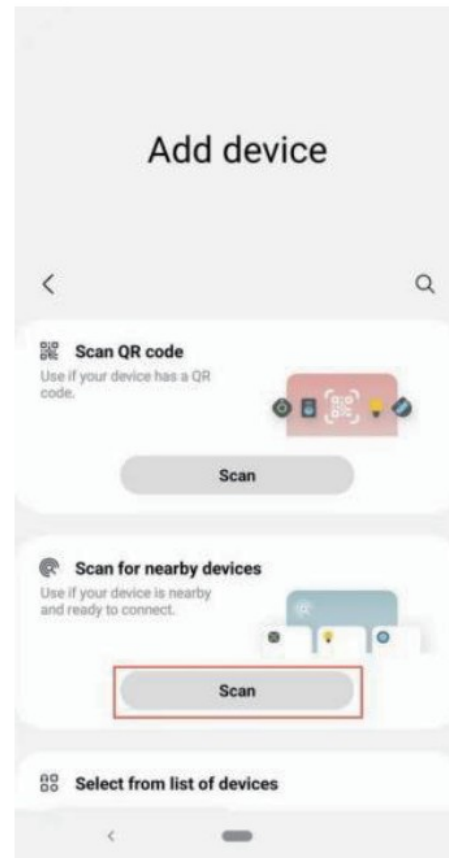 Add device
Scan QR code
Use if your device has a QR
code.
Scan
Scan for nearby devices
Use if your device is nearby
and ready to connect.
Scan
Select from list of devices